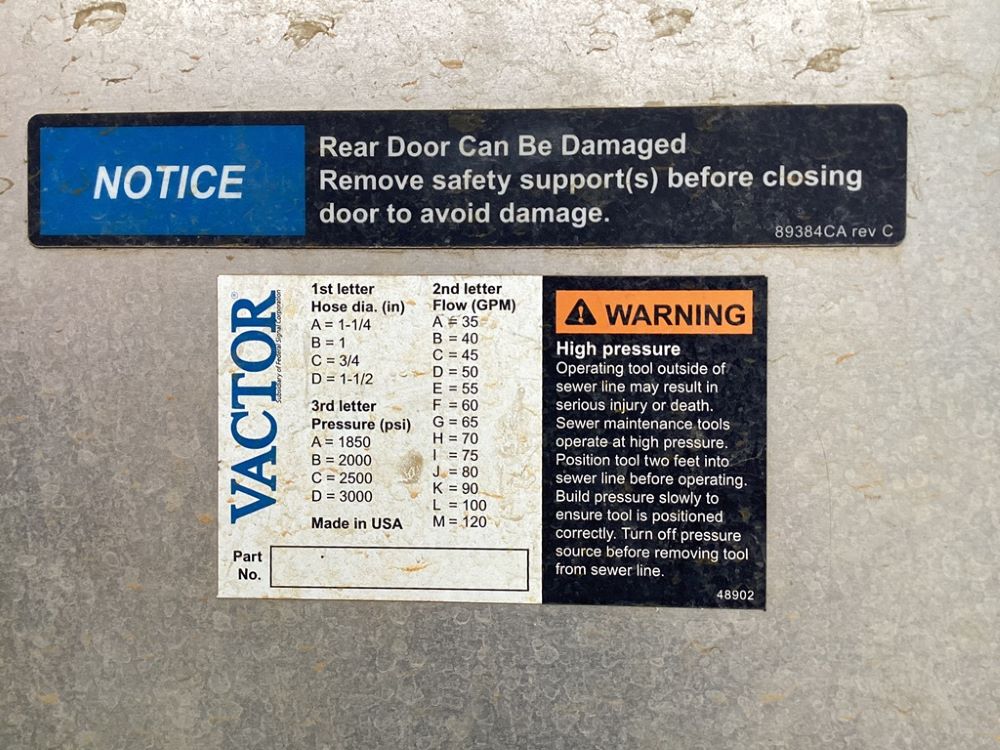 NOTICE
Rear Door Can Be Damaged
Remove safety support(s) before closing
door to avoid damage.
89384CA rev C
VACTOR®
Subsidiary of Federal Signal Corporation
1st letter
Hose dia. (in)
A = 1-1/4
B = 1
C = 3/4
D = 1-1/2
3rd letter
Pressure (psi)
A = 1850
B = 2000
C = 2500
D = 3000
Made in USA
2nd letter
Flow (GPM)
A = 35
B = 40
C = 45
D = 50
E = 55
F = 60
G = 65
H = 70
I = 75
J = 80
K = 90
L = 100
M = 120
Part
No.
WARNING
High pressure
Operating tool outside of
sewer line may result in
serious injury or death.
Sewer maintenance tools
operate at high pressure.
Position tool two feet into
sewer line before operating.
Build pressure slowly to
ensure tool is positioned
correctly. Turn off pressure
source before removing tool
from sewer line.
48902